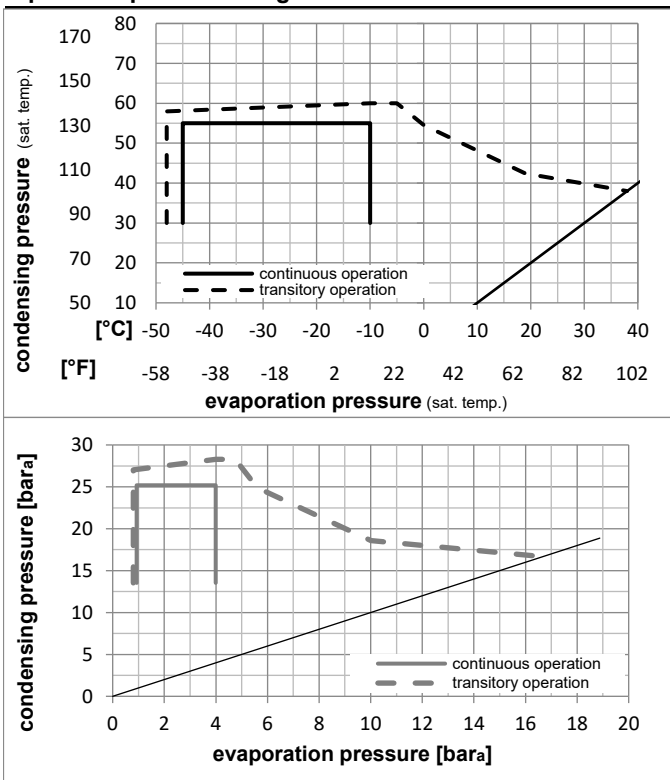 170 80
70
150
60
130
50
110
40
90
30
70
20
50 10
condensing pressure (sat. temp.)
continuous operation
transitory operation
[°C] -50 -40 -30 -20 -10 0 10 20 30 40
[°F] -58 -38 -18 2 22 42 62 82 102
evaporation pressure (sat. temp.)
30
25
20
15
10
5
0
condensing pressure [bara]
continuous operation
transitory operation
0 2 4 6 8 10 12 14 16 18 20
evaporation pressure [bara]